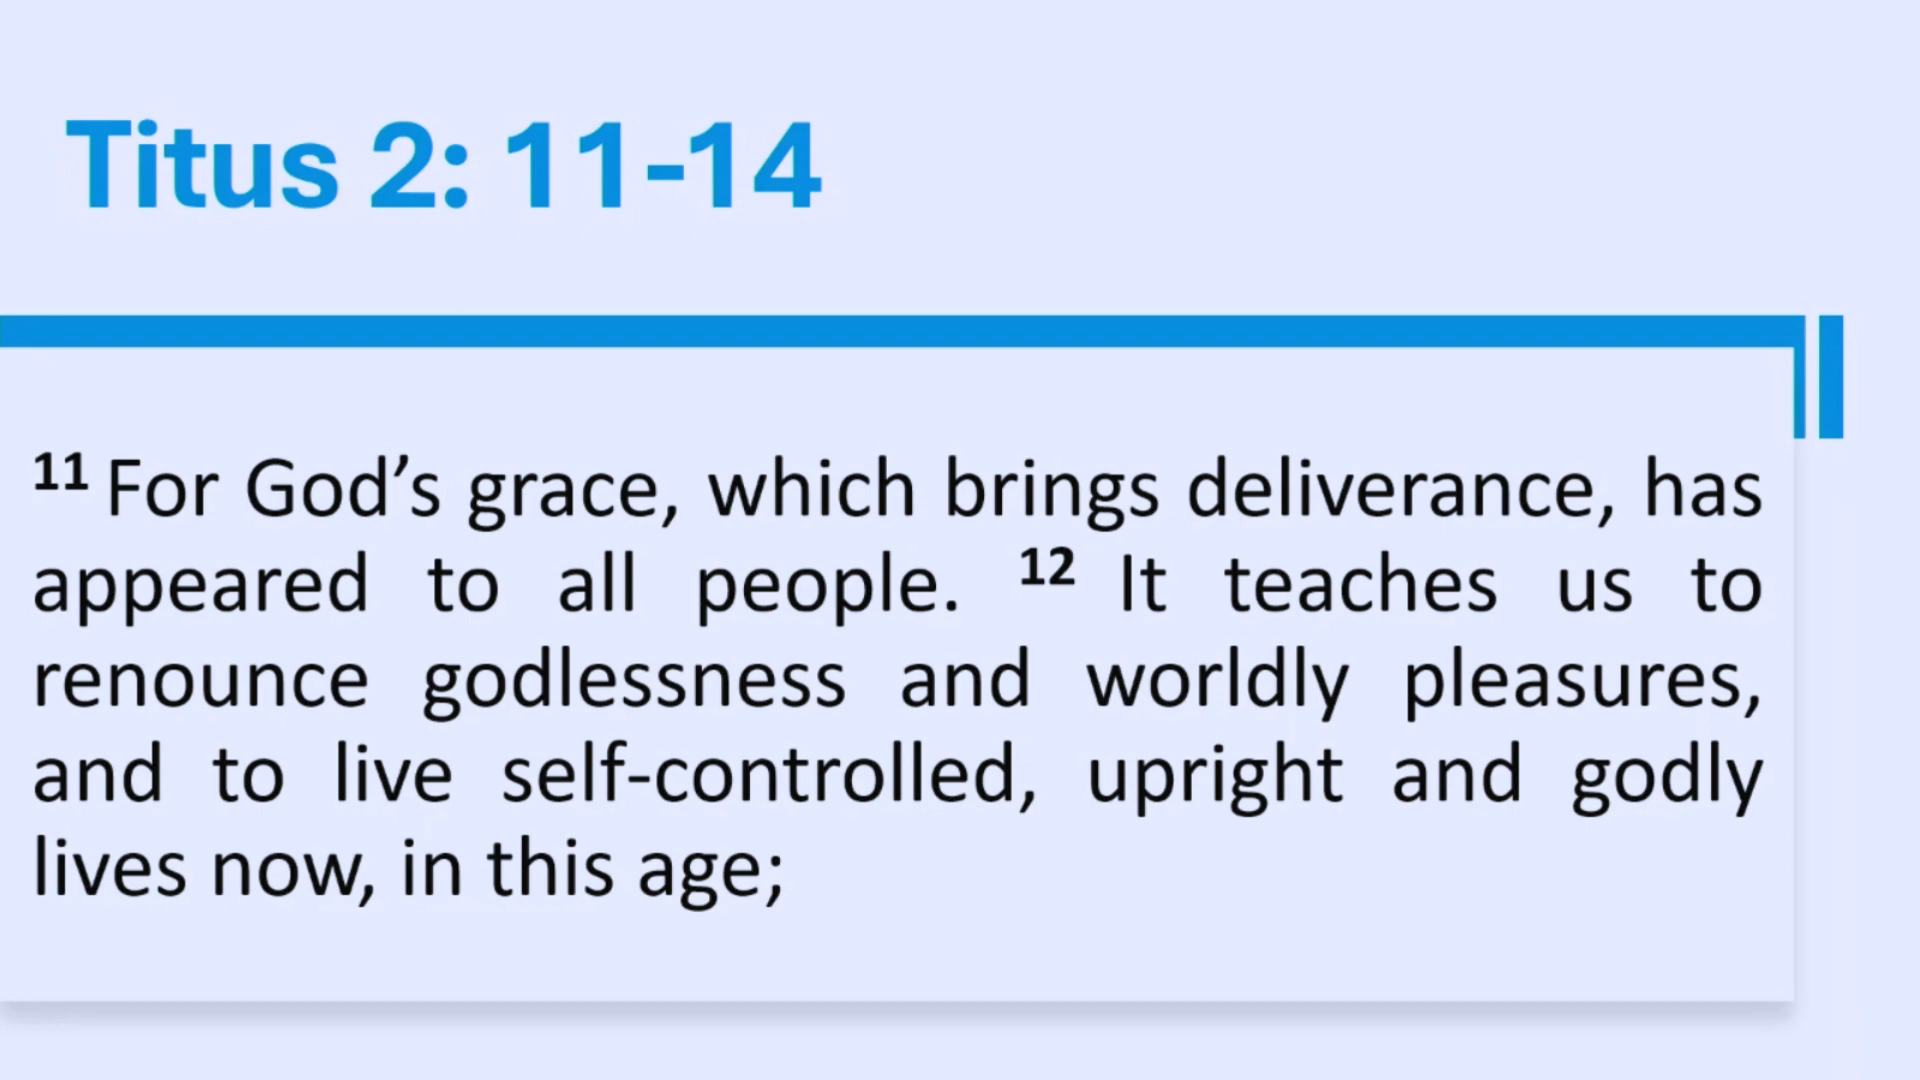 Titus 2: 11-14
11 For God’s grace, which brings deliverance, has
appeared to all people. 12 It teaches us to
renounce godlessness and worldly pleasures,
and to live self-controlled, upright and godly
lives now, in this age;